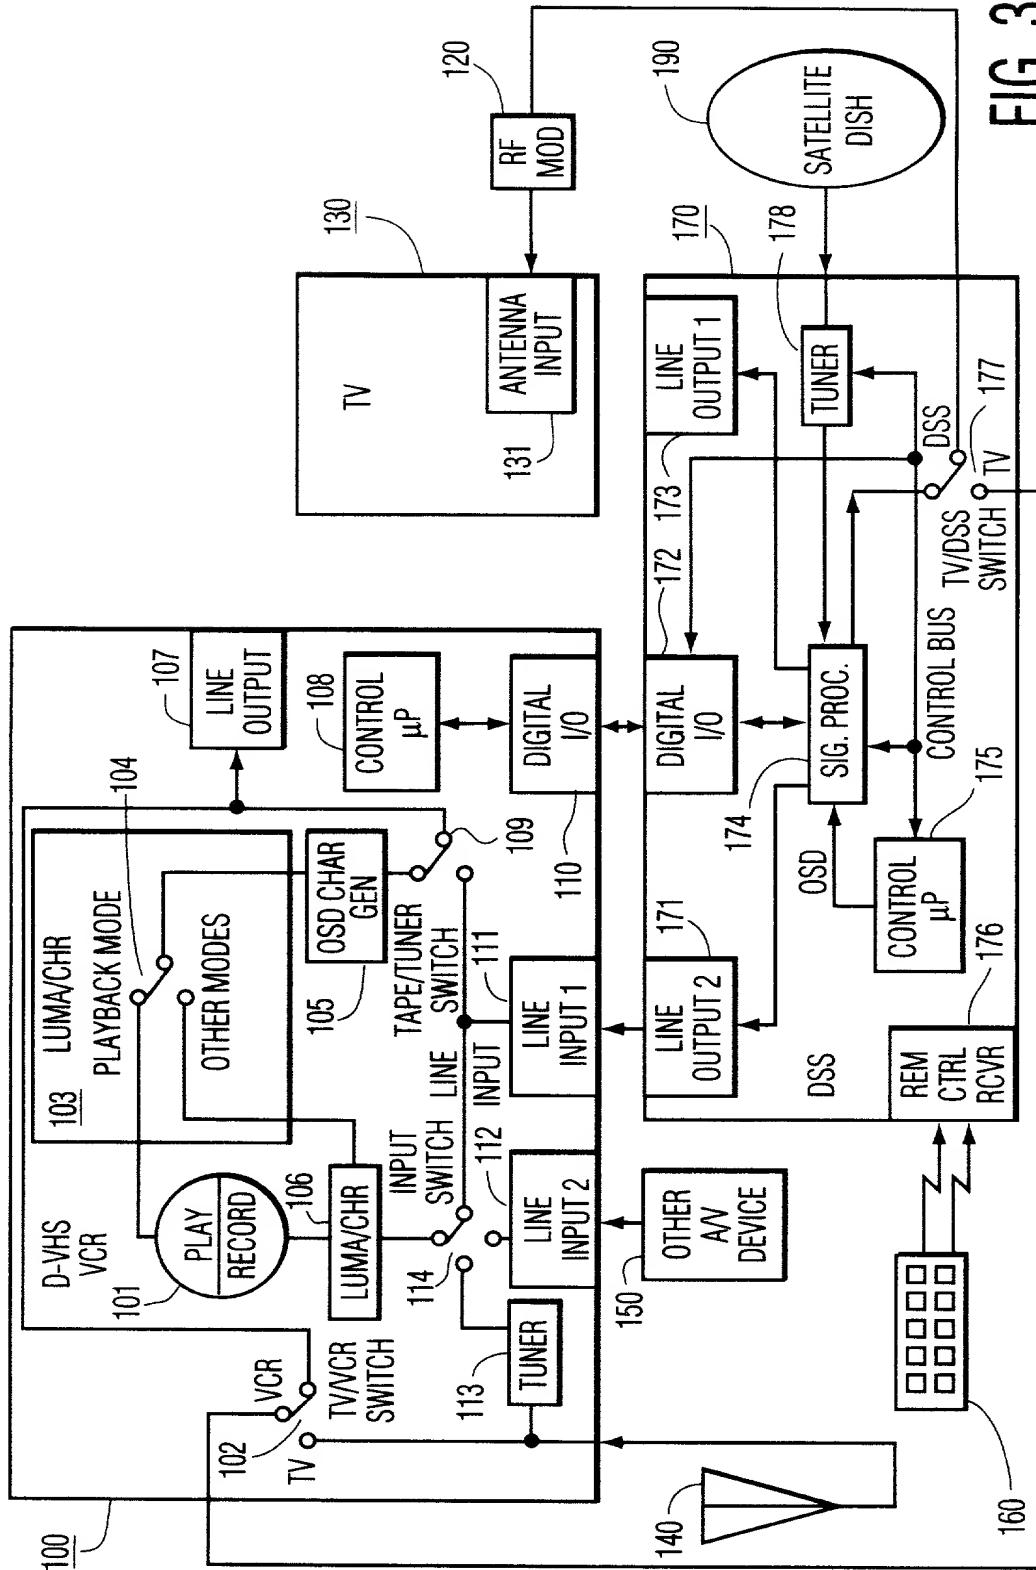 100
D-VHS
VCR
101
PLAY
RECORD
LUMA/CHR
103
PLAYBACK MODE
104
OTHER MODES
107
LINE
OUTPUT
VCR
102
TV
TV/VCR
SWITCH
106
LUMA/CHR
OSD CHAR
GEN
105
TAPE/TUNER
109
108
CONTROL
µP
INPUT
SWITCH
114
LINE
INPUT
SWITCH
113
TUNER
112
LINE
INPUT 2
111
LINE
INPUT 1
110
DIGITAL
I/O
TV
130
ANTENNA
INPUT
131
RF
MOD
120
140
150
OTHER
A/V
DEVICE
171
LINE
OUTPUT 2
172
DIGITAL
I/O
173
LINE
OUTPUT 1
170
DSS
174
SIG. PROC.
178
TUNER
190
SATELLITE
DISH
OSD
CONTROL
µP
175
CONTROL BUS
REM
CTRL
RCVR
176
TV/DSS
SWITCH
DSS
TV
177
160
FIG. 3